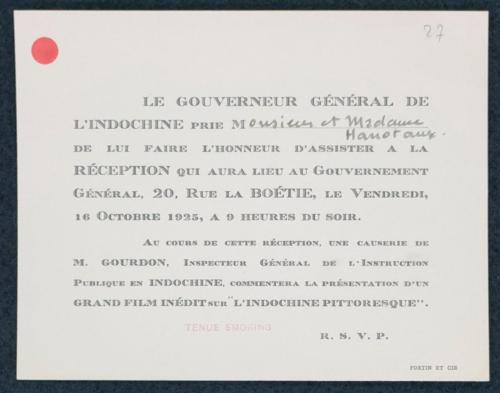 27
LE GOUVERNEUR GÉNÉRAL DE
L'INDOCHINE PRIE Monsieur et Madame
Hanotaux.
DE LUI FAIRE L'HONNEUR D'ASSISTER A LA
RÉCEPTION QUI AURA LIEU AU GOUVERNEMENT
GÉNÉRAL, 20, RUE LA BOÉTIE, LE VENDREDI,
16 OCTOBRE 1925, A 9 HEURES DU SOIR.
AU COURS DE CETTE RÉCEPTION, UNE CAUSERIE DE
M. GOURDON, INSPECTEUR GÉNÉRAL DE L'INSTRUCTION
PUBLIQUE EN INDOCHINE, COMMENTERA LA PRÉSENTATION D'UN
GRAND FILM INÉDIT SUR "L'INDOCHINE PITTORESQUE".
TENUE SMOKING
R. S. V. P.
FORTIN ET CIE